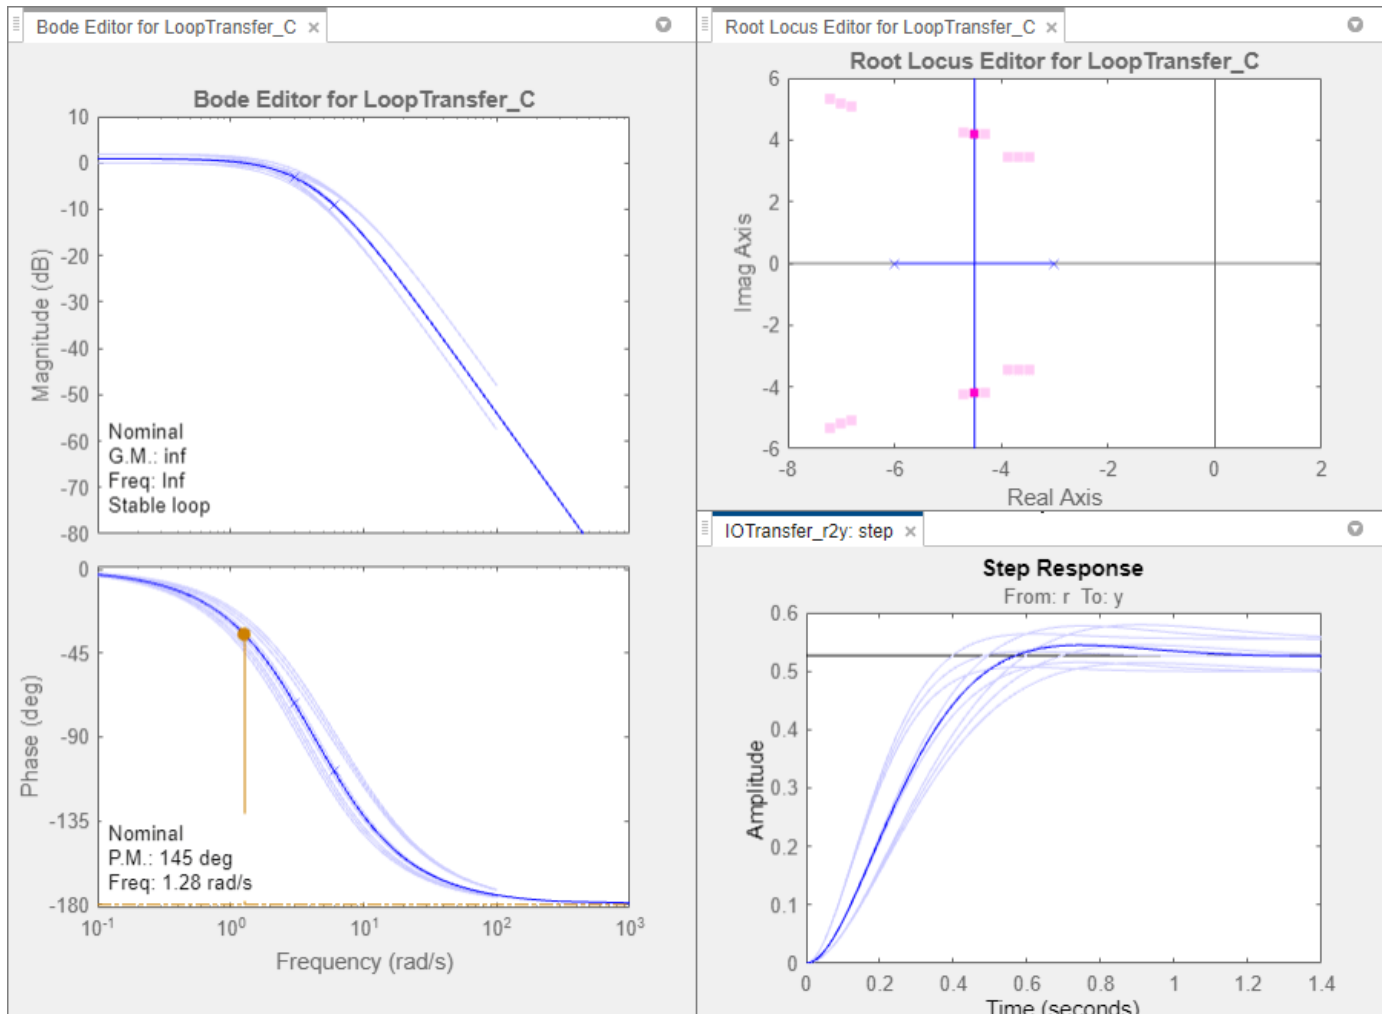 Bode Editor for LoopTransfer_C ×
Root Locus Editor for LoopTransfer_C ×
Bode Editor for LoopTransfer_C
10
0
-10
-20
-30
-40
-50
-60
-70
-80
Magnitude (dB)
Nominal
G.M.: inf
Freq: Inf
Stable loop
0
-45
-90
-135
-180
Phase (deg)
Nominal
P.M.: 145 deg
Freq: 1.28 rad/s
10-1 100 101 102 103
Frequency (rad/s)
Root Locus Editor for LoopTransfer_C
6
4
2
0
-2
-4
-6
Imag Axis
-8 -6 -4 -2 0 2
Real Axis
IOTransfer_r2y: step ×
Step Response
From: r To: y
0.6
0.5
0.4
0.3
0.2
0.1
0
Amplitude
0 0.2 0.4 0.6 0.8 1 1.2 1.4
Time (seconds)